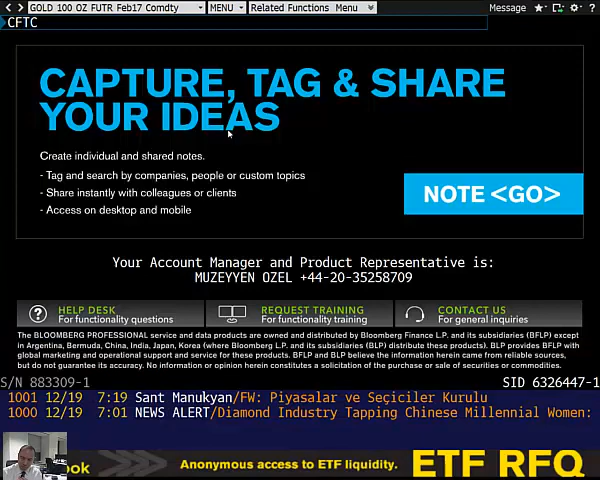 GOLD 100 OZ FUTR Feb17 Comdty MENU Related Functions Menu Message
CFTC
CAPTURE, TAG & SHARE
YOUR IDEAS
Create individual and shared notes.
- Tag and search by companies, people or custom topics
- Share instantly with colleagues or clients
- Access on desktop and mobile
NOTE <GO>
Your Account Manager and Product Representative is:
MUZEYYEN OZEL +44-20-35258709
HELP DESK
For functionality questions
REQUEST TRAINING
For functionality training
CONTACT US
For general inquiries
The BLOOMBERG PROFESSIONAL service and data products are owned and distributed by Bloomberg Finance L.P. and its subsidiaries (BFLP) except
in Argentina, Bermuda, China, India, Japan, Korea (where Bloomberg L.P. and its subsidiaries (BLP) distribute these products). BLP provides BFLP with
global marketing and operational support and service for these products. BFLP and BLP believe the information herein came from reliable sources,
but do not guarantee its accuracy. No information or opinion herein constitutes a solicitation of the purchase or sale of securities or commodities.
S/N 883309-1 SID 6326447-1
1001 12/19 7:19 Sant Manukyan/FW: Piyasalar ve Seçiciler Kurulu
1000 12/19 7:01 NEWS ALERT/Diamond Industry Tapping Chinese Millennial Women:
ook Anonymous access to ETF liquidity. ETF RFQ